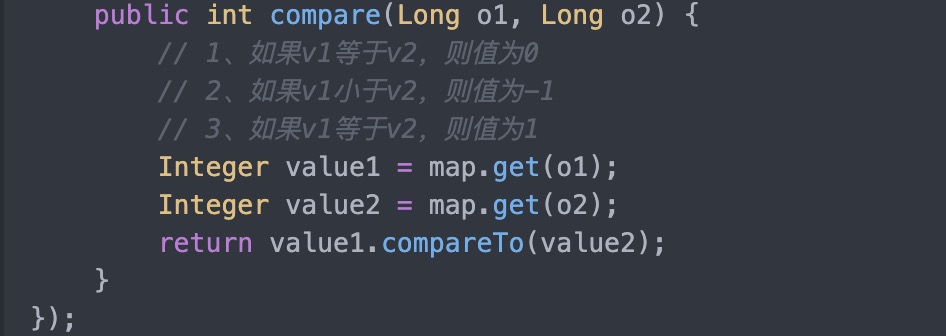 public int compare(Long o1, Long o2) {
// 1、如果v1等于v2，则值为0
// 2、如果v1小于v2，则值为-1
// 3、如果v1等于v2，则值为1
Integer value1 = map.get(o1);
Integer value2 = map.get(o2);
return value1.compareTo(value2);
}
});